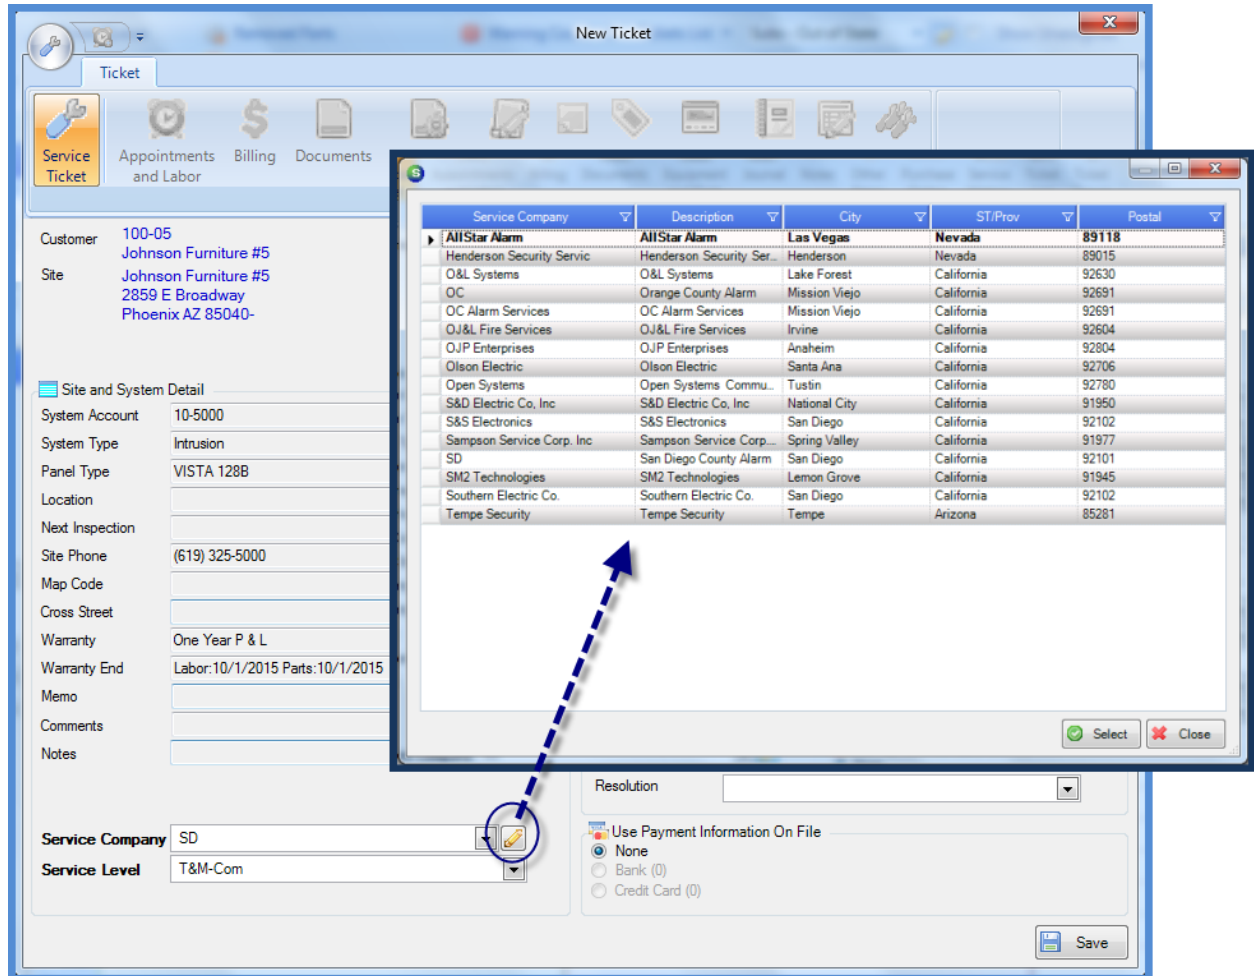 New Ticket
Ticket
Service Ticket
Appointments and Labor
Billing
Documents
Customer 100-05
Johnson Furniture #5
Site Johnson Furniture #5
2859 E Broadway
Phoenix AZ 85040-
Site and System Detail
System Account 10-5000
System Type Intrusion
Panel Type VISTA 128B
Location
Next Inspection
Site Phone (619) 325-5000
Map Code
Cross Street
Warranty One Year P & L
Warranty End Labor:10/1/2015 Parts:10/1/2015
Memo
Comments
Notes
Service Company SD
Service Level T&M-Com
Service Company Description City ST/Prov Postal
AllStar Alarm AllStar Alarm Las Vegas Nevada 89118
Henderson Security Servic Henderson Security Ser... Henderson Nevada 89015
O&L Systems O&L Systems Lake Forest California 92630
OC Orange County Alarm Mission Viejo California 92691
OC Alarm Services OC Alarm Services Mission Viejo California 92691
OJ&L Fire Services OJ&L Fire Services Irvine California 92604
OJP Enterprises OJP Enterprises Anaheim California 92804
Olson Electric Olson Electric Santa Ana California 92706
Open Systems Open Systems Commu... Tustin California 92780
S&D Electric Co, Inc S&D Electric Co, Inc National City California 91950
S&S Electronics S&S Electronics San Diego California 92102
Sampson Service Corp. Inc Sampson Service Corp.... Spring Valley California 91977
SD San Diego County Alarm San Diego California 92101
SM2 Technologies SM2 Technologies Lemon Grove California 91945
Southern Electric Co. Southern Electric Co. San Diego California 92102
Tempe Security Tempe Security Tempe Arizona 85281
Select
Close
Resolution
Use Payment Information On File
None
Bank (0)
Credit Card (0)
Save